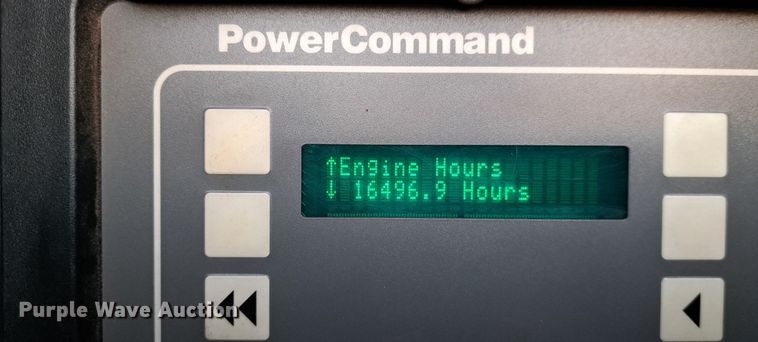 PowerCommand
↑Engine Hours
↓ 16496.9 Hours
Purple Wave Auction